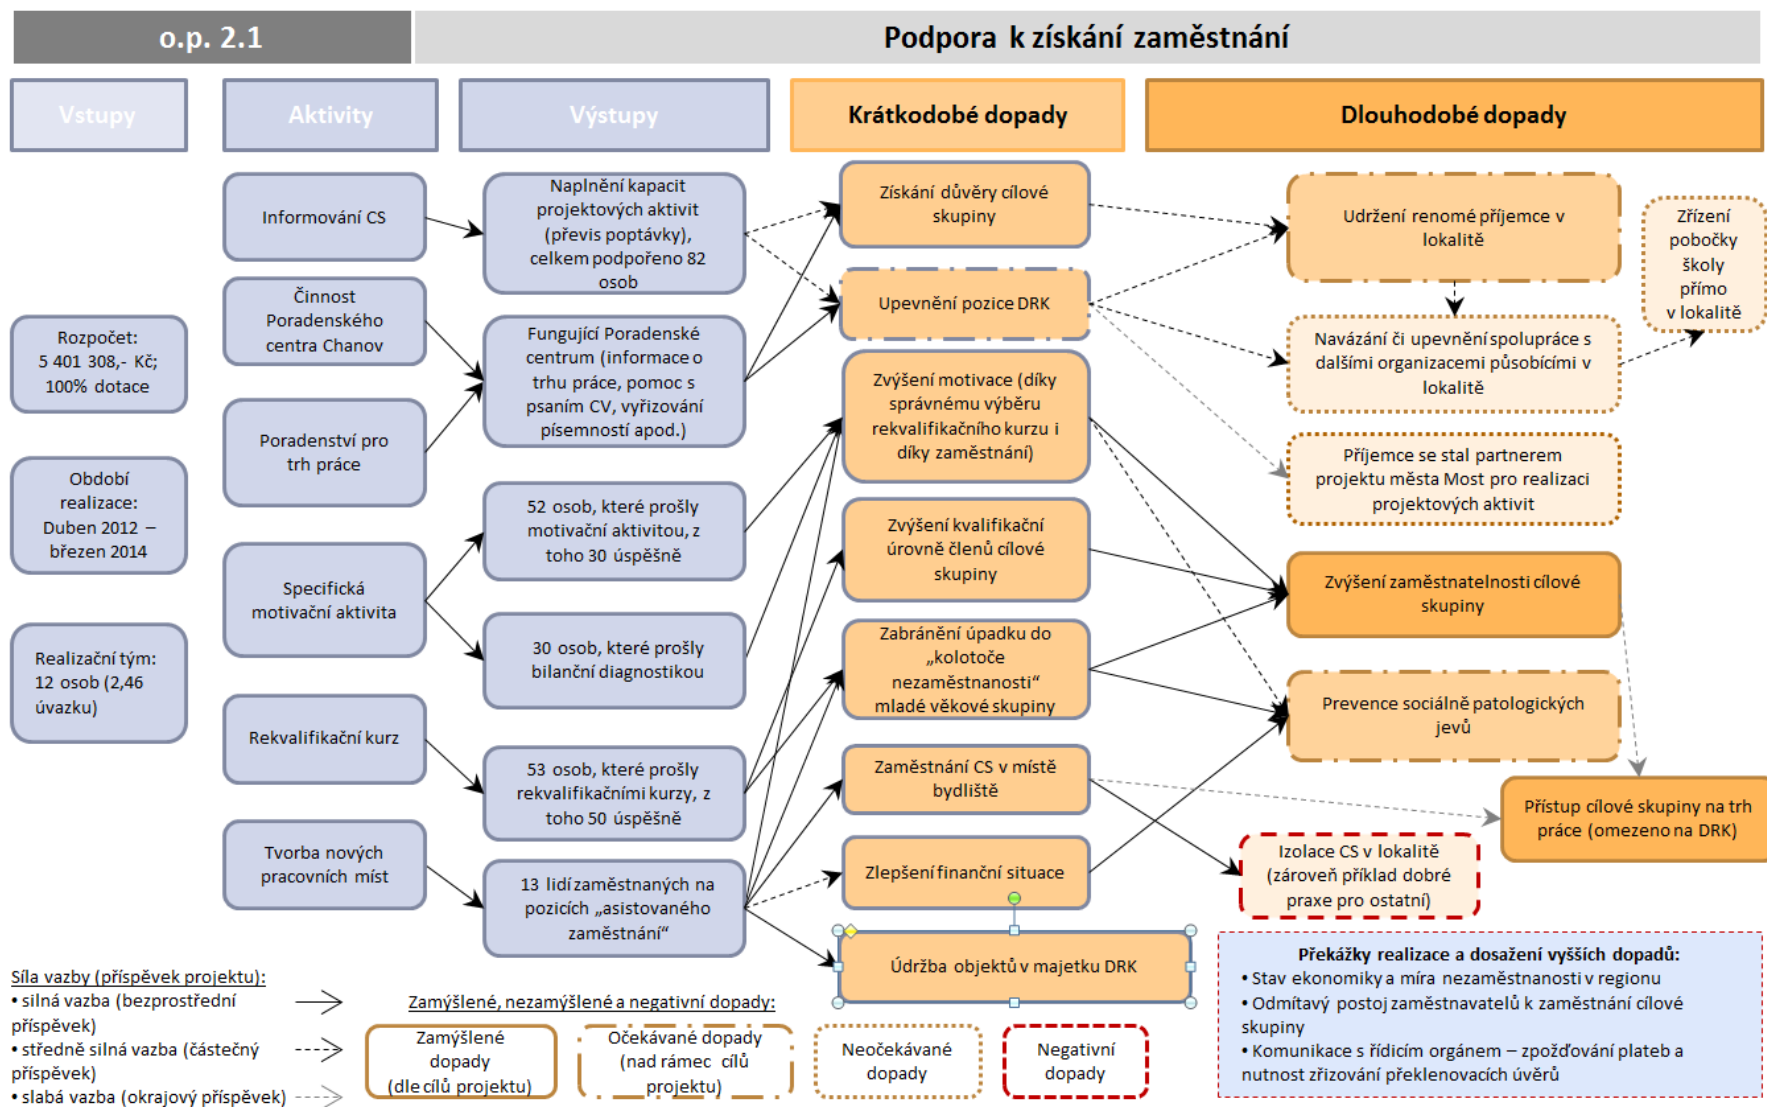 o.p. 2.1
Podpora k získání zaměstnání
Vstupy
Aktivity
Výstupy
Krátkodobé dopady
Dlouhodobé dopady
Rozpočet:
5 401 308,- Kč;
100% dotace
Období
realizace:
Duben 2012 –
březen 2014
Realizační tým:
12 osob (2,46
úvazku)
Informování CS
Činnost
Poradenského
centra Chanov
Poradenství pro
trh práce
Specifická
motivační aktivita
Rekvalifikační kurz
Tvorba nových
pracovních míst
Naplnění kapacit
projektových aktivit
(převis poptávky),
celkem podpořeno 82
osob
Fungující Poradenské
centrum (informace o
trhu práce, pomoc s
psaním CV, vyřizování
písemností apod.)
52 osob, které prošly
motivační aktivitou, z
toho 30 úspěšně
30 osob, které prošly
bilanční diagnostikou
53 osob, které prošly
rekvalifikačními kurzy, z
toho 50 úspěšně
13 lidí zaměstnaných na
pozicích „asistovaného
zaměstnání“
Získání důvěry cílové
skupiny
Upevnění pozice DRK
Zvýšení motivace (díky
správnému výběru
rekvalifikačního kurzu i
díky zaměstnání)
Zvýšení kvalifikační
úrovně členů cílové
skupiny
Zabránění úpadku do
„kolotoče
nezaměstnanosti“
mladé věkové skupiny
Zaměstnání CS v místě
bydliště
Zlepšení finanční situace
Údržba objektů v majetku DRK
Udržení renomé příjemce v
lokalitě
Navázání či upevnění spolupráce s
dalšími organizacemi působícími v
lokalitě
Příjemce se stal partnerem
projektu města Most pro realizaci
projektových aktivit
Zvýšení zaměstnatelnosti cílové
skupiny
Prevence sociálně patologických
jevů
Zřízení
pobočky
školy
přímo
v lokalitě
Přístup cílové skupiny na trh
práce (omezeno na DRK)
Izolace CS v lokalitě
(zároveň příklad dobré
praxe pro ostatní)
Síla vazby (příspěvek projektu):
• silná vazba (bezprostřední
příspěvek)
• středně silná vazba (částečný
příspěvek)
• slabá vazba (okrajový příspěvek)
Zamýšlené, nezamýšlené a negativní dopady:
Zamýšlené
dopady
(dle cílů projektu)
Očekávané dopady
(nad rámec cílů
projektu)
Neočekávané
dopady
Negativní
dopady
Překážky realizace a dosažení vyšších dopadů:
• Stav ekonomiky a míra nezaměstnanosti v regionu
• Odmítavý postoj zaměstnavatelů k zaměstnání cílové
skupiny
• Komunikace s řídicím orgánem – zpožďování plateb a
nutnost zřizování překlenovacích úvěrů